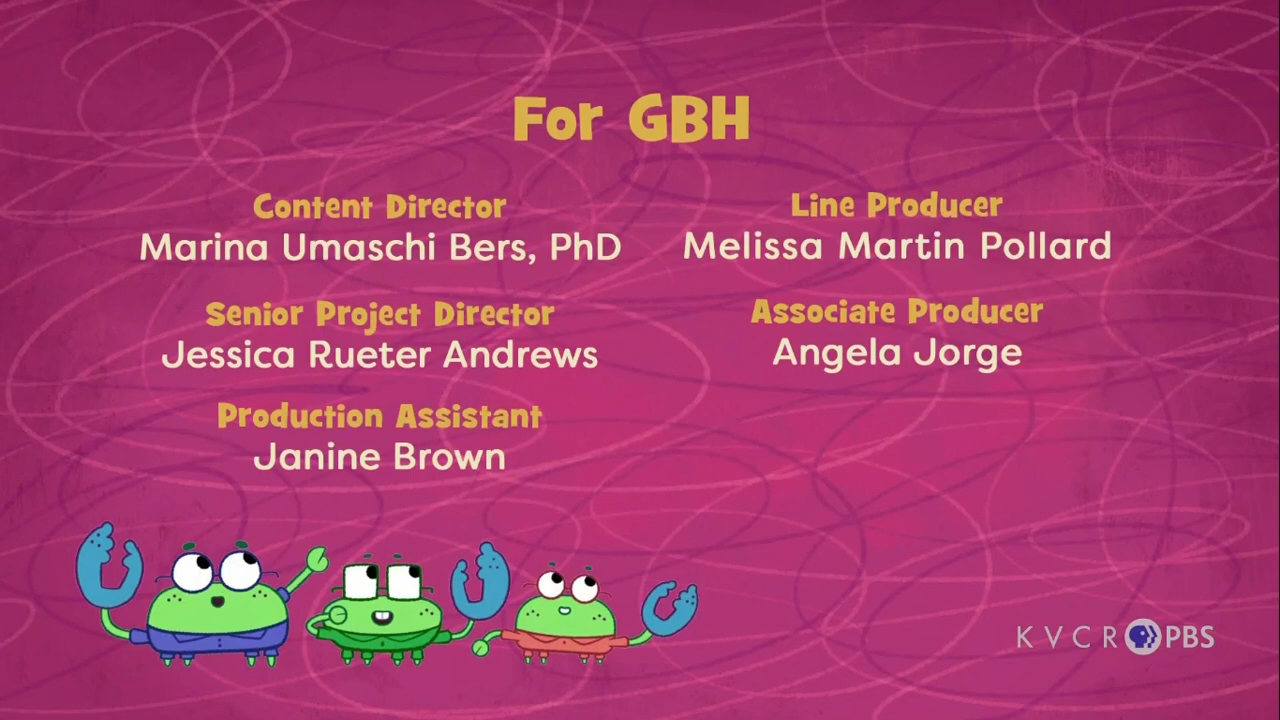 For GBH
Content Director
Marina Umaschi Bers, PhD
Line Producer
Melissa Martin Pollard
Senior Project Director
Jessica Rueter Andrews
Associate Producer
Angela Jorge
Production Assistant
Janine Brown
KVCR PBS